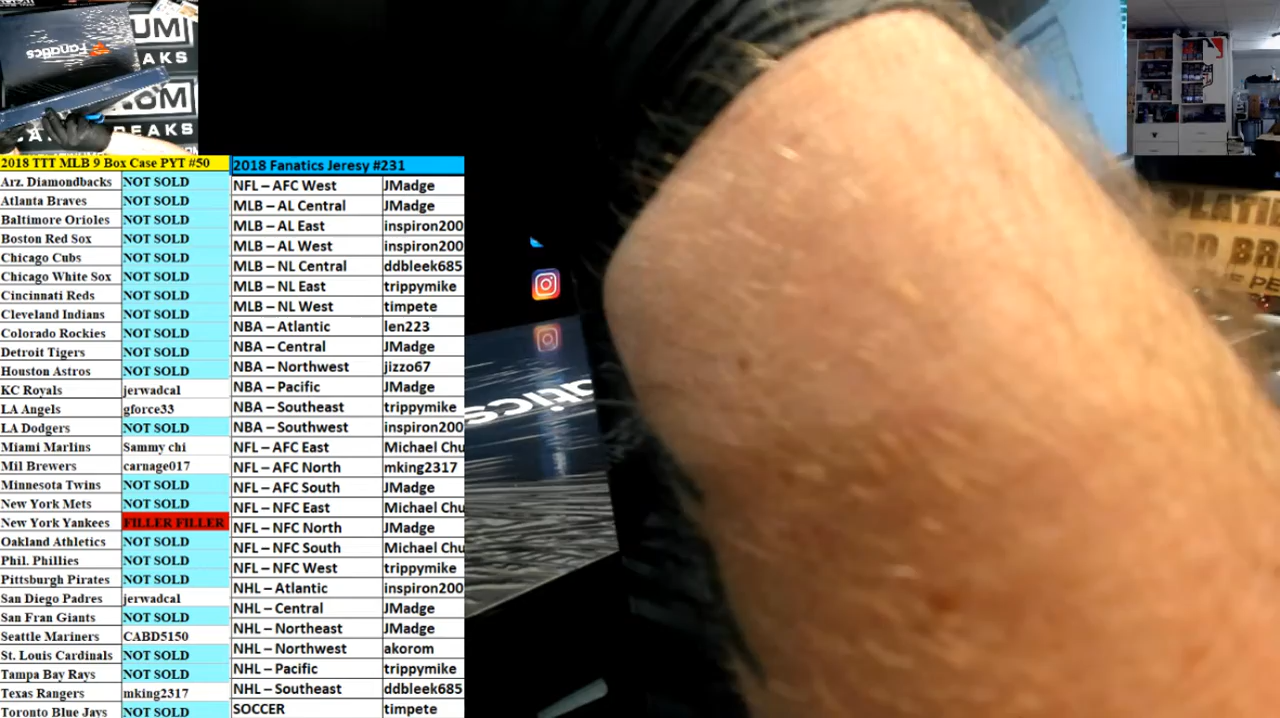 Fanatics
UM
AKS
OM
EAKS
2018 TTT MLB 9 Box Case PYT #50
Arz. Diamondbacks NOT SOLD
Atlanta Braves NOT SOLD
Baltimore Orioles NOT SOLD
Boston Red Sox NOT SOLD
Chicago Cubs NOT SOLD
Chicago White Sox NOT SOLD
Cincinnati Reds NOT SOLD
Cleveland Indians NOT SOLD
Colorado Rockies NOT SOLD
Detroit Tigers NOT SOLD
Houston Astros NOT SOLD
KC Royals jerwadcal
LA Angels gforce33
LA Dodgers NOT SOLD
Miami Marlins Sammy chi
Mil Brewers carnage017
Minnesota Twins NOT SOLD
New York Mets NOT SOLD
New York Yankees FILLER FILLER
Oakland Athletics NOT SOLD
Phil. Phillies NOT SOLD
Pittsburgh Pirates NOT SOLD
San Diego Padres jerwadcal
San Fran Giants NOT SOLD
Seattle Mariners CABD5150
St. Louis Cardinals NOT SOLD
Tampa Bay Rays NOT SOLD
Texas Rangers mking2317
Toronto Blue Jays NOT SOLD
2018 Fanatics Jeresy #231
NFL – AFC West JMadge
MLB – AL Central JMadge
MLB – AL East inspiron200
MLB – AL West inspiron200
MLB – NL Central ddbleek685
MLB – NL East trippymike
MLB – NL West timpete
NBA – Atlantic len223
NBA – Central JMadge
NBA – Northwest jizzo67
NBA – Pacific JMadge
NBA – Southeast trippymike
NBA – Southwest inspiron200
NFL – AFC East Michael Chu
NFL – AFC North mking2317
NFL – AFC South JMadge
NFL – NFC East Michael Chu
NFL – NFC North JMadge
NFL – NFC South Michael Chu
NFL – NFC West trippymike
NHL – Atlantic inspiron200
NHL – Central JMadge
NHL – Northeast JMadge
NHL – Northwest akorom
NHL – Pacific trippymike
NHL – Southeast ddbleek685
SOCCER timpete
atics